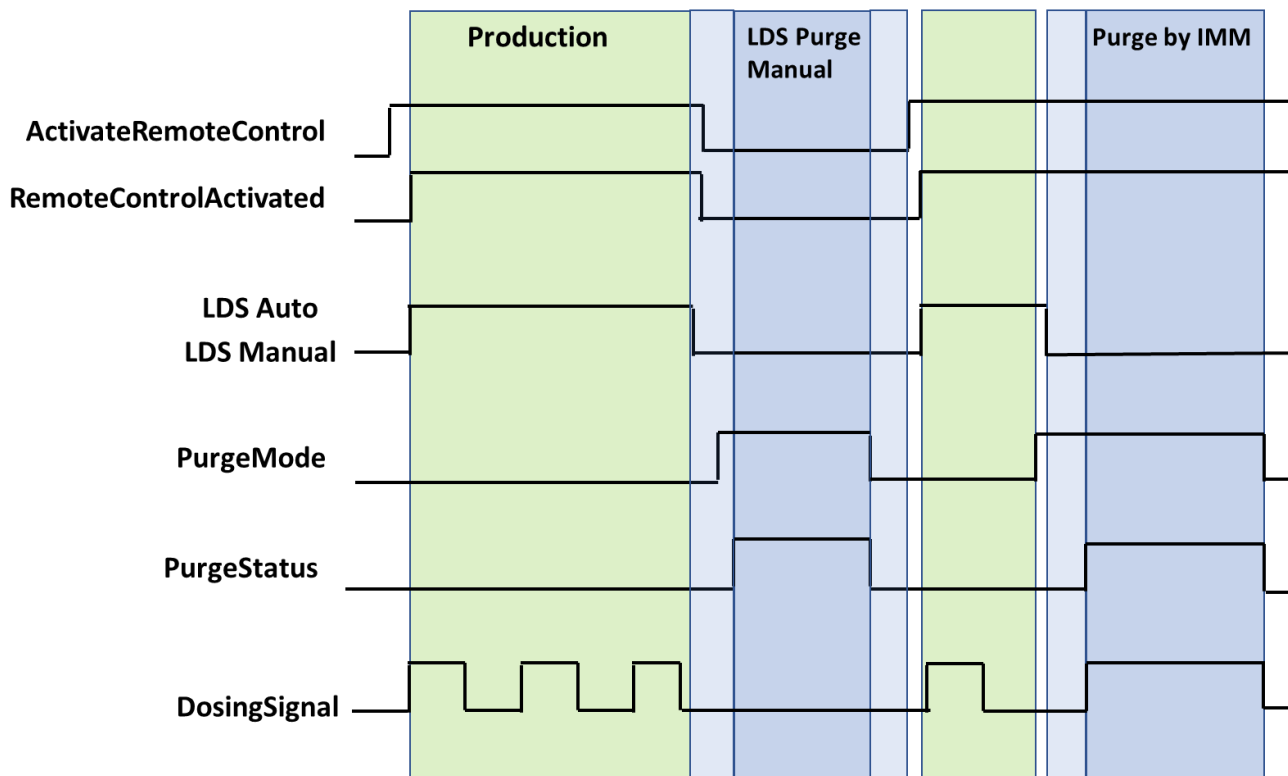 Production
LDS Purge
Manual
Purge by IMM
ActivateRemoteControl
RemoteControlActivated
LDS Auto
LDS Manual
PurgeMode
PurgeStatus
DosingSignal